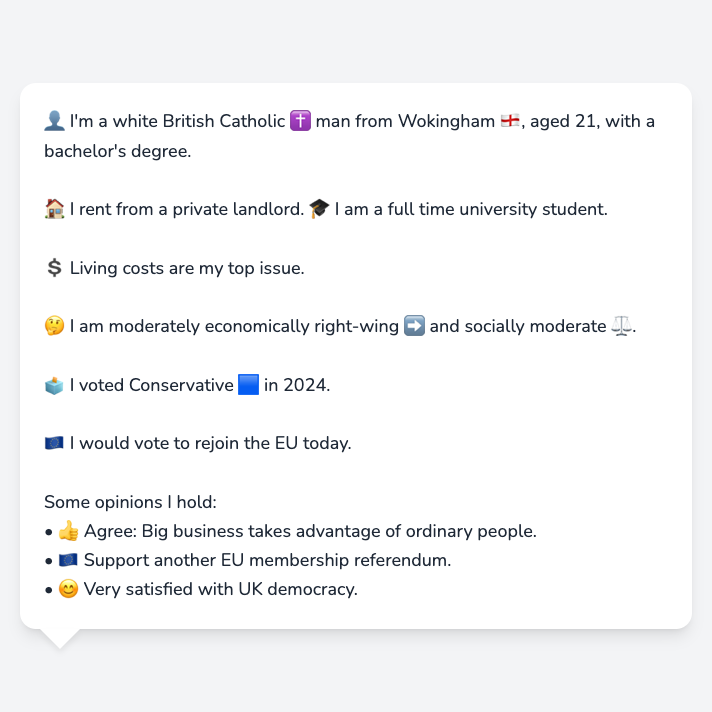 👤 I'm a white British Catholic ✝️ man from Wokingham 🏴󠁧󠁢󠁥󠁮󠁧󠁿, aged 21, with a
bachelor's degree.
🏠 I rent from a private landlord. 🎓 I am a full time university student.
💲 Living costs are my top issue.
🤔 I am moderately economically right-wing ➡️ and socially moderate ⚖️.
🗳️ I voted Conservative 🟦 in 2024.
🇪🇺 I would vote to rejoin the EU today.
Some opinions I hold:
• 👍 Agree: Big business takes advantage of ordinary people.
• 🇪🇺 Support another EU membership referendum.
• 😊 Very satisfied with UK democracy.